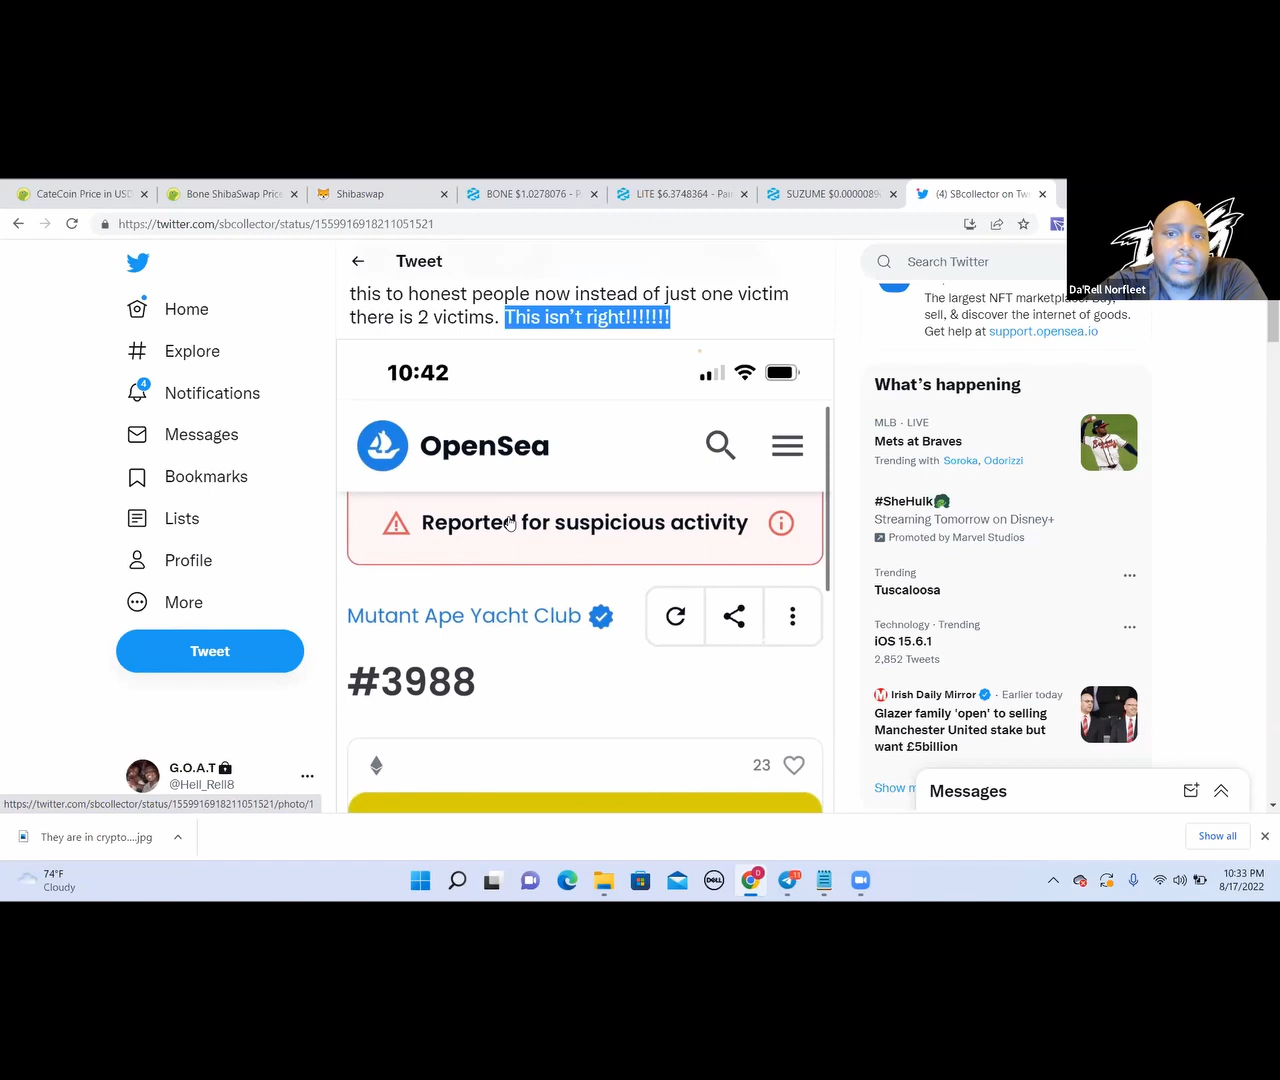 CateCoin Price in USD
Bone ShibaSwap Price
Shibaswap
BONE $1.0278076 - P
LITE $6.3748364 - Pai
SUZUME $0.0000089
(4) SBcollector on Tw
https://twitter.com/sbcollector/status/1559916918211051521
Da'Rell Norfleet
Home
Explore
4
Notifications
Messages
Bookmarks
Lists
Profile
More
Tweet
G.O.A.T
@Hell_Rell8
https://twitter.com/sbcollector/status/1559916918211051521/photo/1
Tweet
this to honest people now instead of just one victim
there is 2 victims. This isn't right!!!!!!!
10:42
OpenSea
Reported for suspicious activity
Mutant Ape Yacht Club
#3988
23
Search Twitter
The largest NFT marketplace. Buy,
sell, & discover the internet of goods.
Get help at support.opensea.io
What's happening
MLB · LIVE
Mets at Braves
Trending with Soroka, Odorizzi
#SheHulk
Streaming Tomorrow on Disney+
Promoted by Marvel Studios
Trending
Tuscaloosa
Technology · Trending
iOS 15.6.1
2,852 Tweets
Irish Daily Mirror · Earlier today
Glazer family 'open' to selling
Manchester United stake but
want £5billion
Show
Messages
They are in crypto....jpg
Show all
74°F
Cloudy
DELL
10:33 PM
8/17/2022